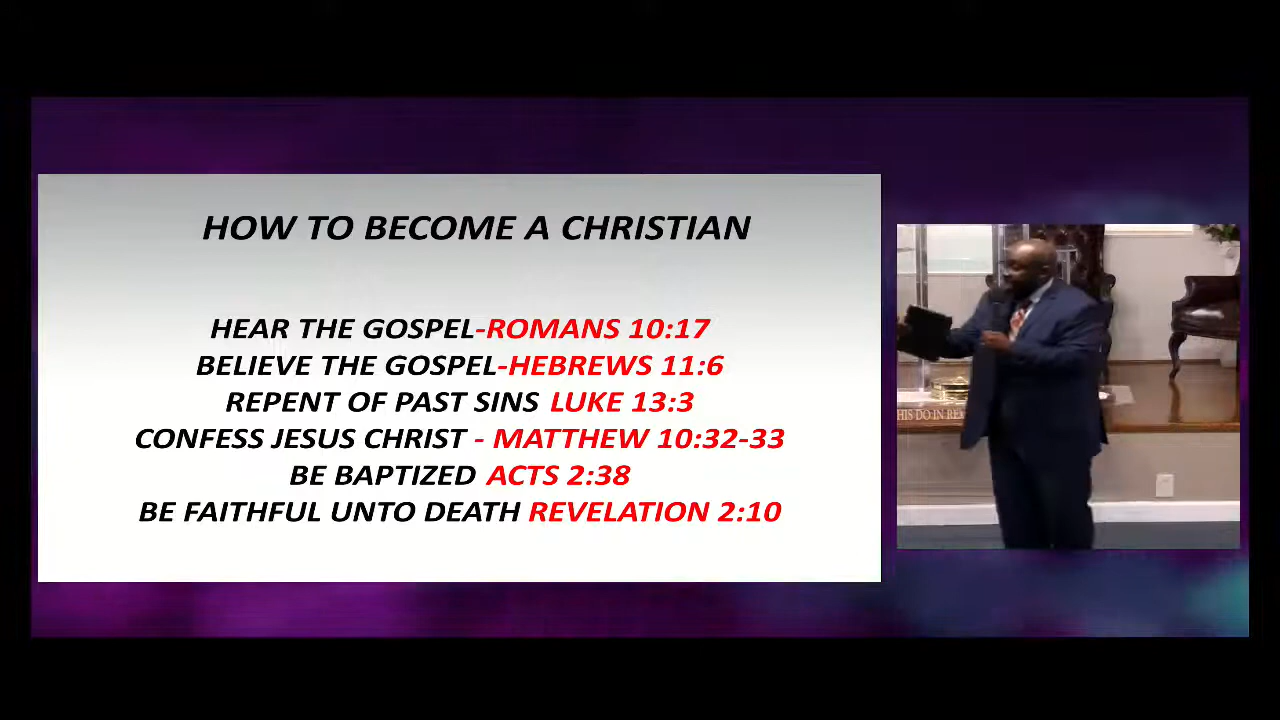 HOW TO BECOME A CHRISTIAN
HEAR THE GOSPEL-ROMANS 10:17
BELIEVE THE GOSPEL-HEBREWS 11:6
REPENT OF PAST SINS LUKE 13:3
CONFESS JESUS CHRIST - MATTHEW 10:32-33
BE BAPTIZED ACTS 2:38
BE FAITHFUL UNTO DEATH REVELATION 2:10
DO IN